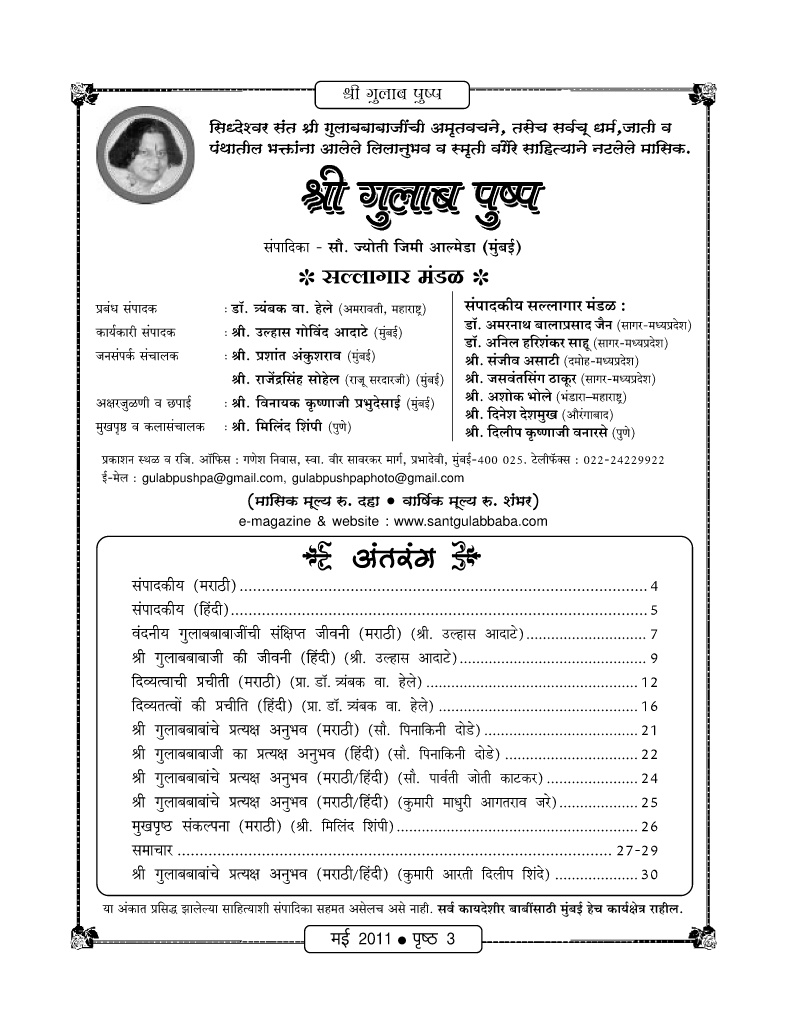 श्री गुलाब पुष्प
सिध्देश्वर संत श्री गुलाबबाबाजींची अमृतवचने, तसेच सर्वच् धर्म,जाती व
पंथातील भक्तांना आलेले लिलानुभव व स्मृती वगैरे साहित्याने नटलेले मासिक.
श्री गुलाब पुष्प
संपादिका - सौ. ज्योती जिमी आल्मेडा (मुंबई)
✻ सल्लागार मंडळ ✻
प्रबंध संपादक : डॉ. त्र्यंबक वा. हेले (अमरावती, महाराष्ट्र)
कार्यकारी संपादक : श्री. उल्हास गोविंद आदाटे (मुंबई)
जनसंपर्क संचालक : श्री. प्रशांत अंकुशराव (मुंबई)
श्री. राजेंद्रसिंह सोहेल (राजू सरदारजी) (मुंबई)
अक्षरजुळणी व छपाई : श्री. विनायक कृष्णाजी प्रभुदेसाई (मुंबई)
मुखपृष्ठ व कलासंचालक : श्री. मिलिंद शिंपी (पुणे)
संपादकीय सल्लागार मंडळ :
डॉ. अमरनाथ बालाप्रसाद जैन (सागर-मध्यप्रदेश)
डॉ. अनिल हरिशंकर साहू (सागर-मध्यप्रदेश)
श्री. संजीव असाटी (दमोह-मध्यप्रदेश)
श्री. जसवंतसिंग ठाकूर (सागर-मध्यप्रदेश)
श्री. अशोक भोले (भंडारा–महाराष्ट्र)
श्री. दिनेश देशमुख (औरंगाबाद)
श्री. दिलीप कृष्णाजी वनारसे (पुणे)
प्रकाशन स्थळ व रजि. ऑफिस : गणेश निवास, स्वा. वीर सावरकर मार्ग, प्रभादेवी, मुंबई-400 025. टेलीफॅक्स : 022-24229922
ई-मेल : gulabpushpa@gmail.com, gulabpushpaphoto@gmail.com
(मासिक मूल्य रु. दहा ● वार्षिक मूल्य रु. शंभर)
e-magazine & website : www.santgulabbaba.com
अंतरंग
संपादकीय (मराठी) ........ 4
संपादकीय (हिंदी) ........ 5
वंदनीय गुलाबबाबाजींची संक्षिप्त जीवनी (मराठी) (श्री. उल्हास आदाटे) ........ 7
श्री गुलाबबाबाजी की जीवनी (हिंदी) (श्री. उल्हास आदाटे) ........ 9
दिव्यत्वाची प्रचीती (मराठी) (प्रा. डॉ. त्र्यंबक वा. हेले) ........ 12
दिव्यतत्वों की प्रचीति (हिंदी) (प्रा. डॉ. त्र्यंबक वा. हेले) ........ 16
श्री गुलाबबाबांचे प्रत्यक्ष अनुभव (मराठी) (सौ. पिनाकिनी दोडे) ........ 21
श्री गुलाबबाबाजी का प्रत्यक्ष अनुभव (हिंदी) (सौ. पिनाकिनी दोडे) ........ 22
श्री गुलाबबाबांचे प्रत्यक्ष अनुभव (मराठी/हिंदी) (सौ. पार्वती जोती काटकर) ........ 24
श्री गुलाबबाबांचे प्रत्यक्ष अनुभव (मराठी/हिंदी) (कुमारी माधुरी आगतराव जरे) ........ 25
मुखपृष्ठ संकल्पना (मराठी) (श्री. मिलिंद शिंपी) ........ 26
समाचार ........ 27-29
श्री गुलाबबाबांचे प्रत्यक्ष अनुभव (मराठी/हिंदी) (कुमारी आरती दिलीप शिंदे) ........ 30
या अंकात प्रसिद्ध झालेल्या साहित्याशी संपादिका सहमत असेलच असे नाही. सर्व कायदेशीर बाबींसाठी मुंबई हेच कार्यक्षेत्र राहील.
मई 2011 ● पृष्ठ 3